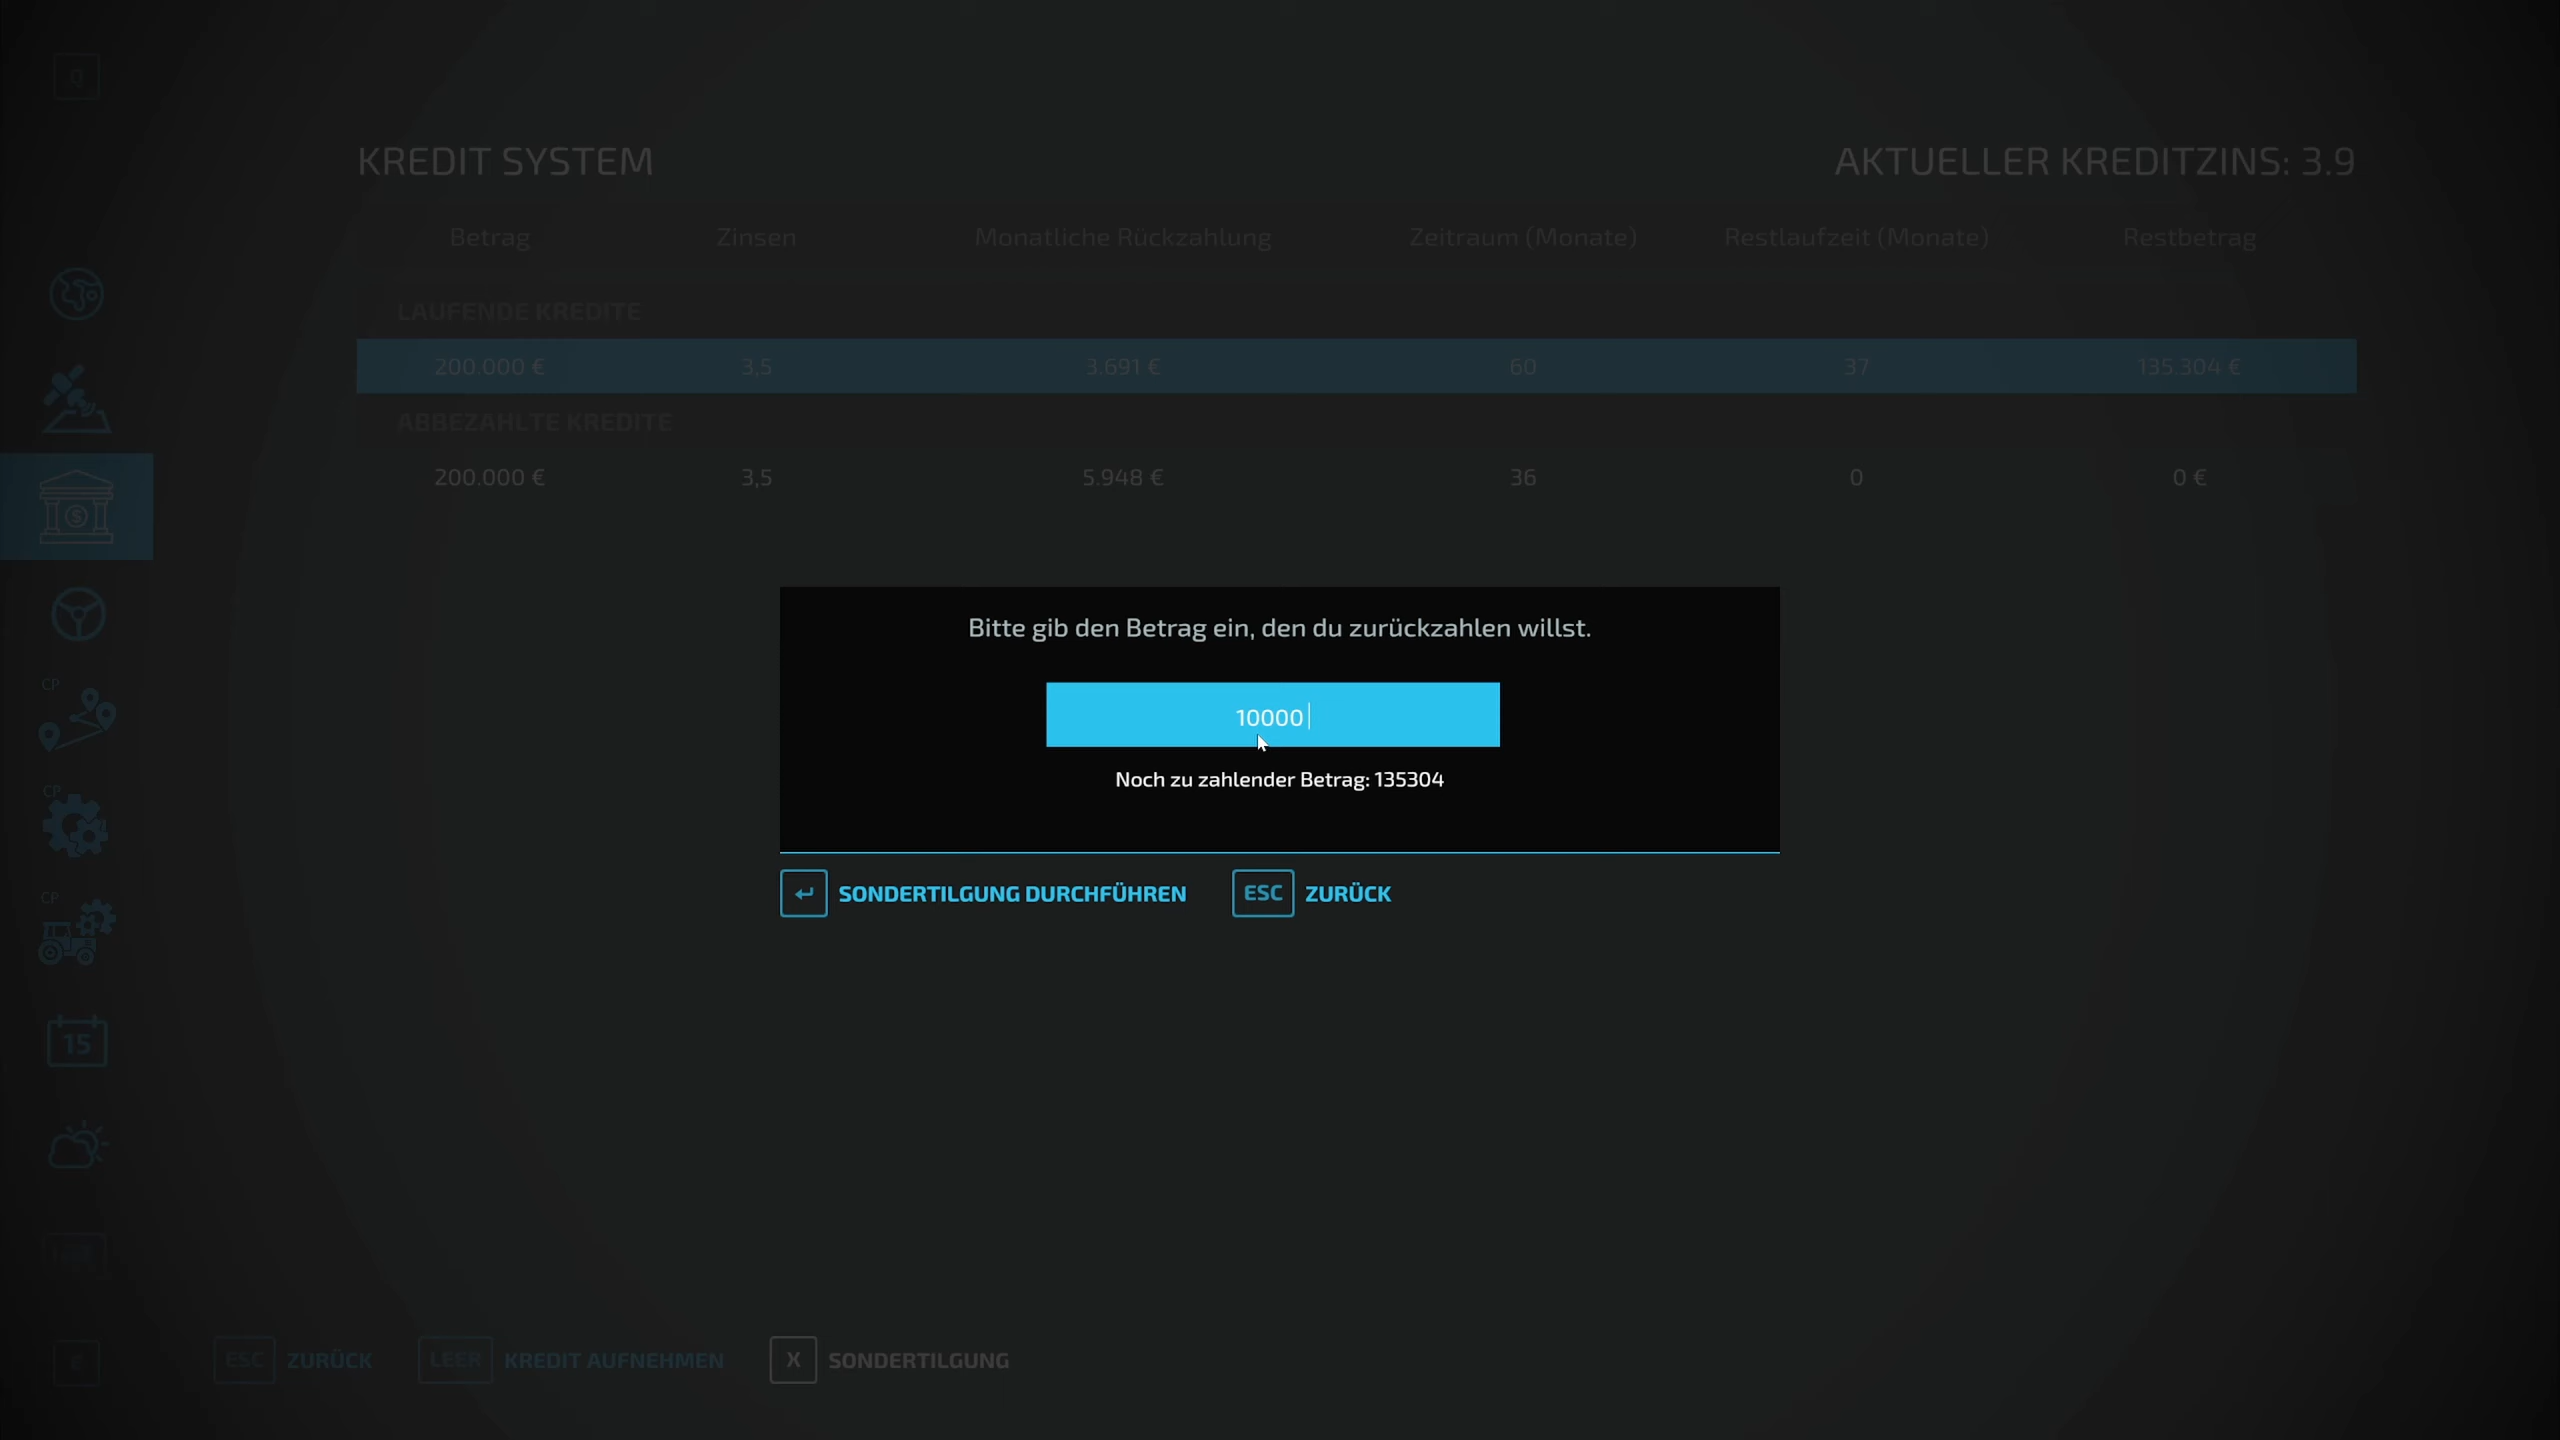 Q
KREDIT SYSTEM
AKTUELLER KREDITZINS: 3.9
Betrag Zinsen Monatliche Rückzahlung Zeitraum (Monate) Restlaufzeit (Monate) Restbetrag
LAUFENDE KREDITE
200.000 € 3,5 3.691 € 60 37 135.304 €
ABBEZAHLTE KREDITE
200.000 € 3,5 5.948 € 36 0 0 €
Bitte gib den Betrag ein, den du zurückzahlen willst.
10000
Noch zu zahlender Betrag: 135304
SONDERTILGUNG DURCHFÜHREN
ESC ZURÜCK
CP
CP
CP
15
E
ESC ZURÜCK
LEER KREDIT AUFNEHMEN
X SONDERTILGUNG